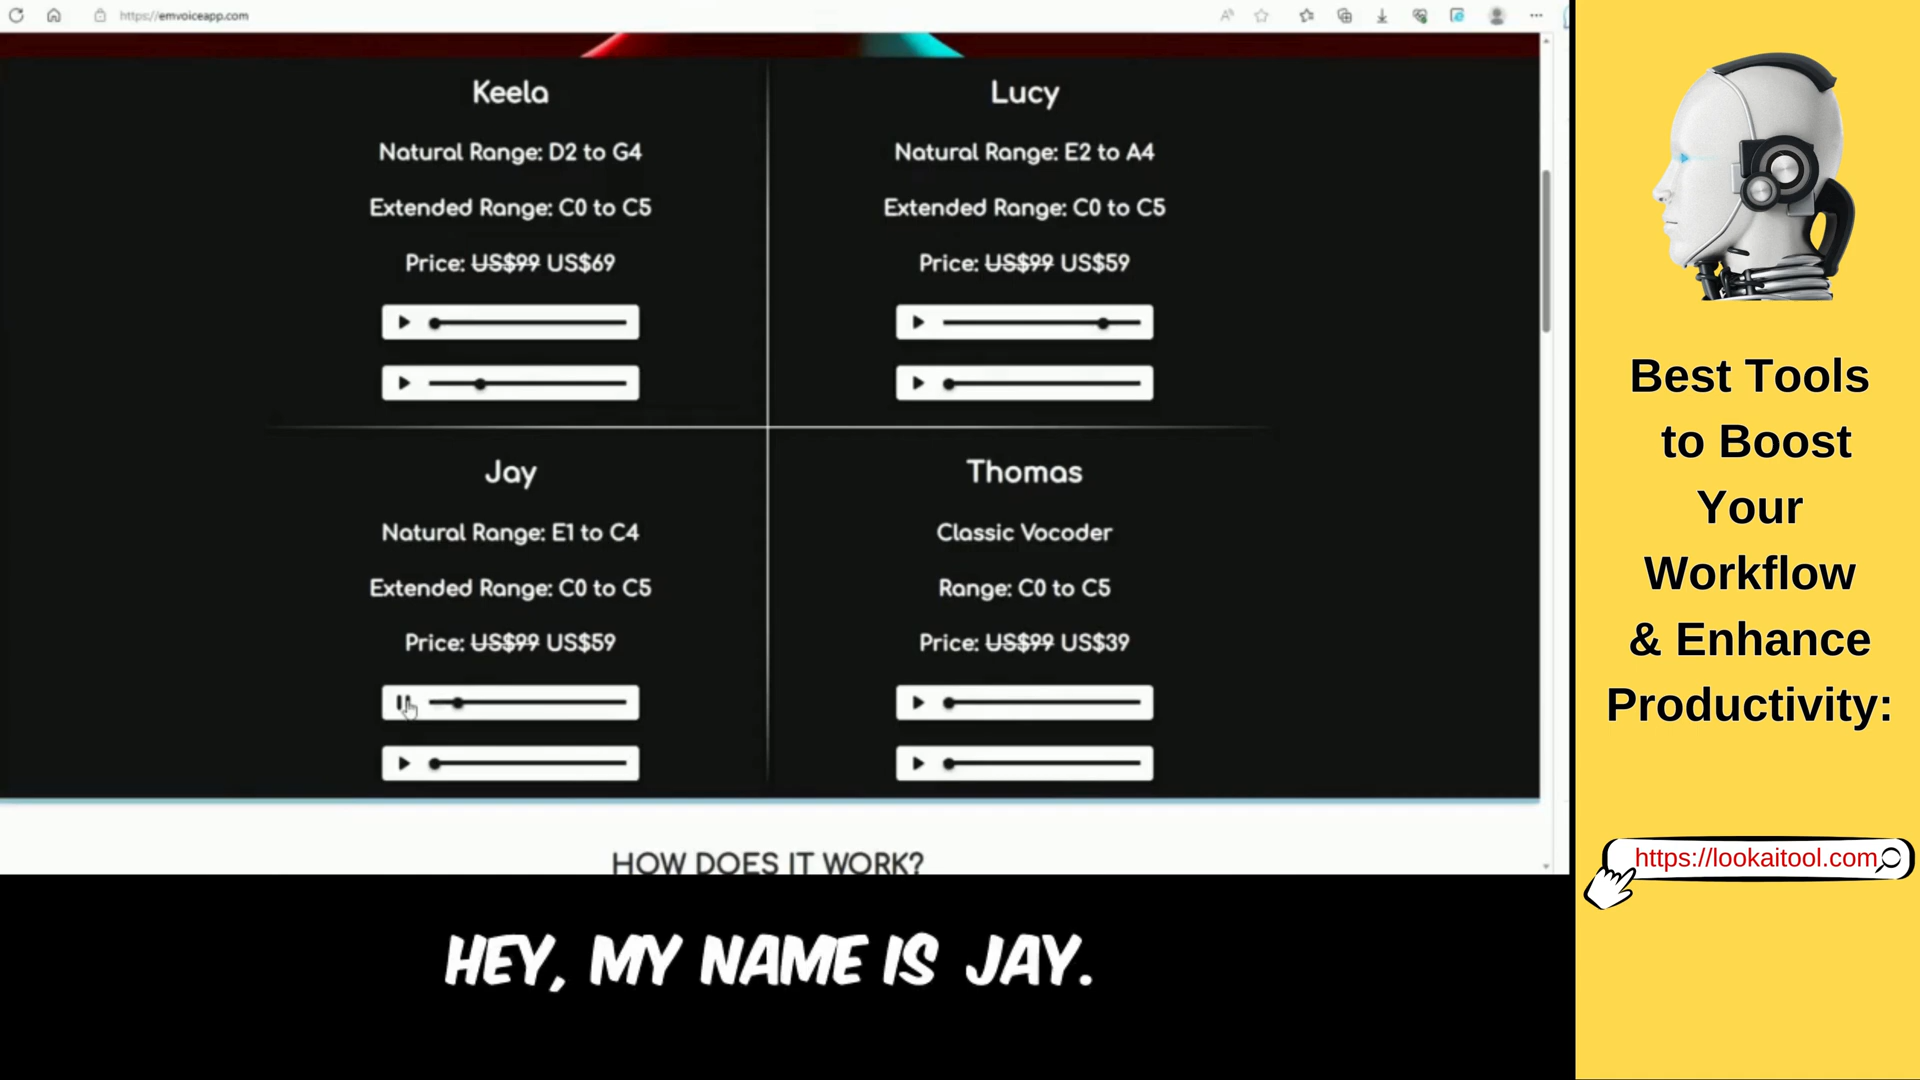 https://emvoiceapp.com
Keela
Natural Range: D2 to G4
Extended Range: C0 to C5
Price: US$99 US$69
Lucy
Natural Range: E2 to A4
Extended Range: C0 to C5
Price: US$99 US$59
Jay
Natural Range: E1 to C4
Extended Range: C0 to C5
Price: US$99 US$59
Thomas
Classic Vocoder
Range: C0 to C5
Price: US$99 US$39
HOW DOES IT WORK?
HEY, MY NAME IS JAY.
Best Tools
to Boost
Your
Workflow
& Enhance
Productivity:
https://lookaitool.com